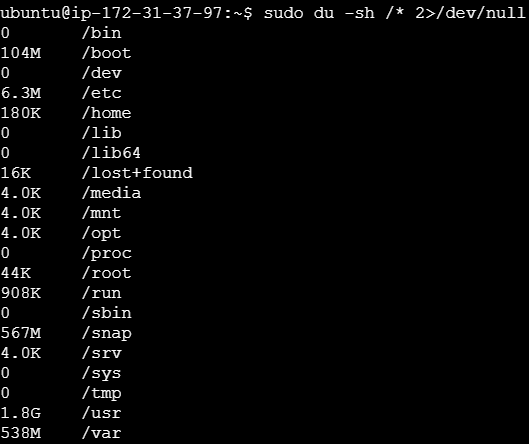 ubuntu@ip-172-31-37-97:~$ sudo du -sh /* 2>/dev/null
0 /bin
104M /boot
0 /dev
6.3M /etc
180K /home
0 /lib
0 /lib64
16K /lost+found
4.0K /media
4.0K /mnt
4.0K /opt
0 /proc
44K /root
908K /run
0 /sbin
567M /snap
4.0K /srv
0 /sys
0 /tmp
1.8G /usr
538M /var